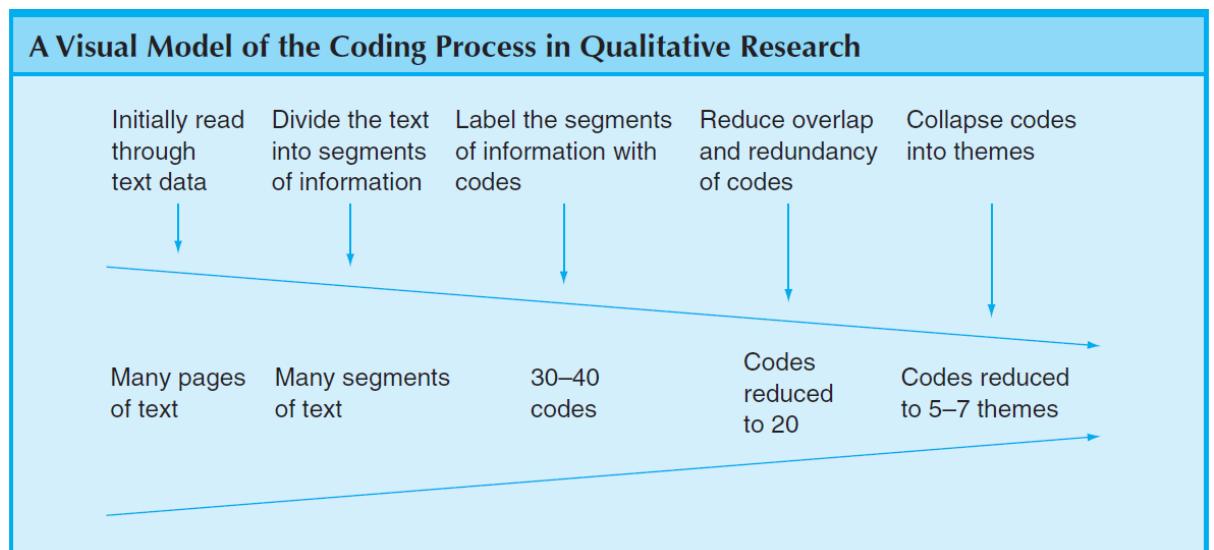 A Visual Model of the Coding Process in Qualitative Research
Initially read
through
text data
Divide the text
into segments
of information
Label the segments
of information with
codes
Reduce overlap
and redundancy
of codes
Collapse codes
into themes
Many pages
of text
Many segments
of text
30–40
codes
Codes
reduced
to 20
Codes reduced
to 5–7 themes